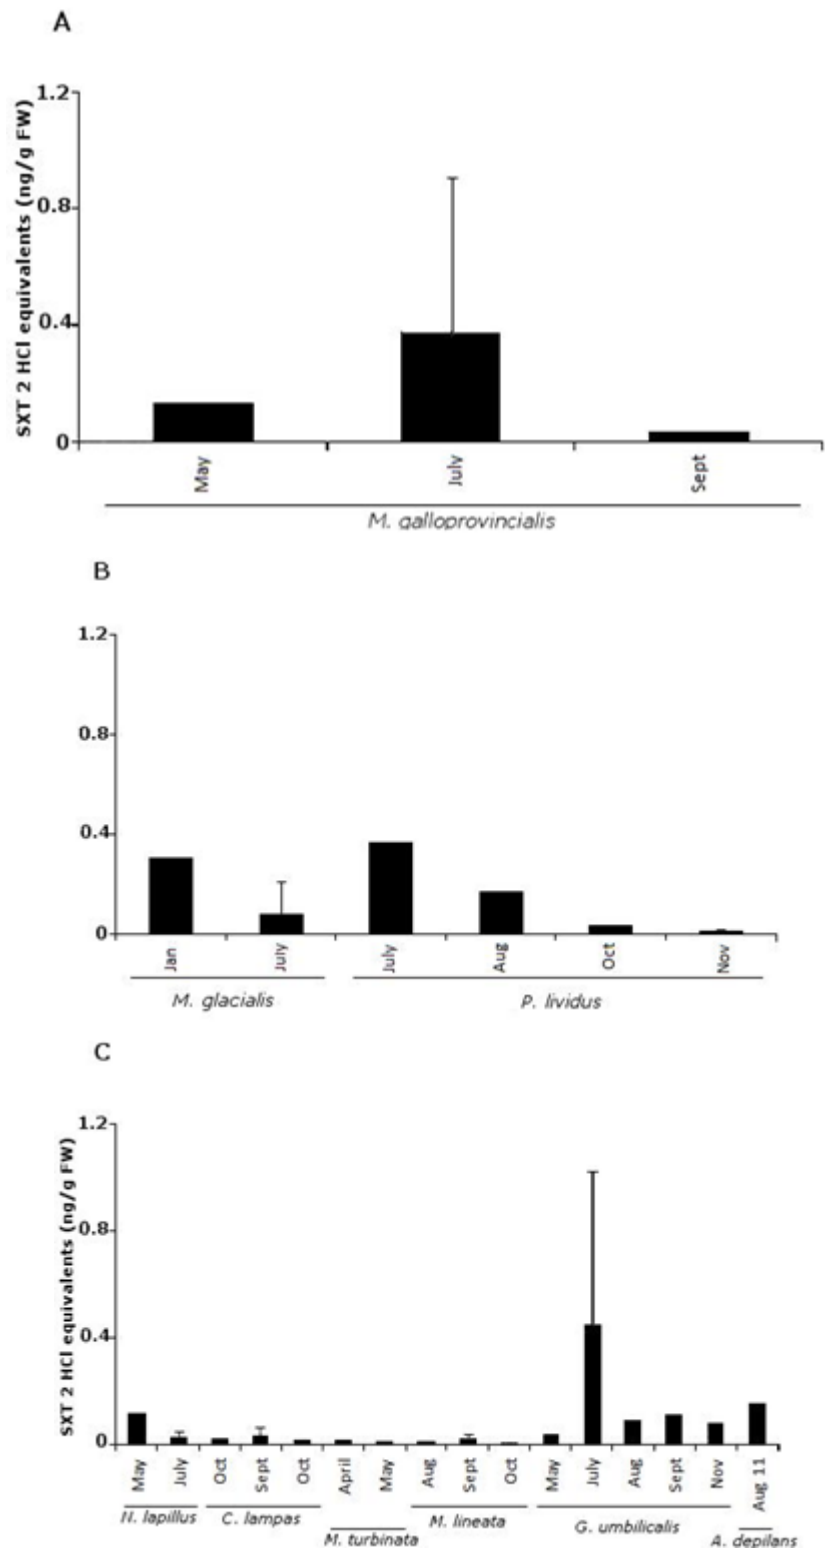 A
SXT 2 HCl equivalents (ng/g FW)
1.2
0.8
0.4
0
May July Sept
M. galloprovincialis
B
1.2
0.8
0.4
0
Jan July July Aug Oct Nov
M. glacialis P. lividus
C
SXT 2 HCl equivalents (ng/g FW)
1.2
0.8
0.4
0
May July Oct Sept Oct April May Aug Sept Oct May July Aug Sept Nov Aug 11
N. lapillus C. lampas M. turbinata M. lineata G. umbilicalis A. depilans